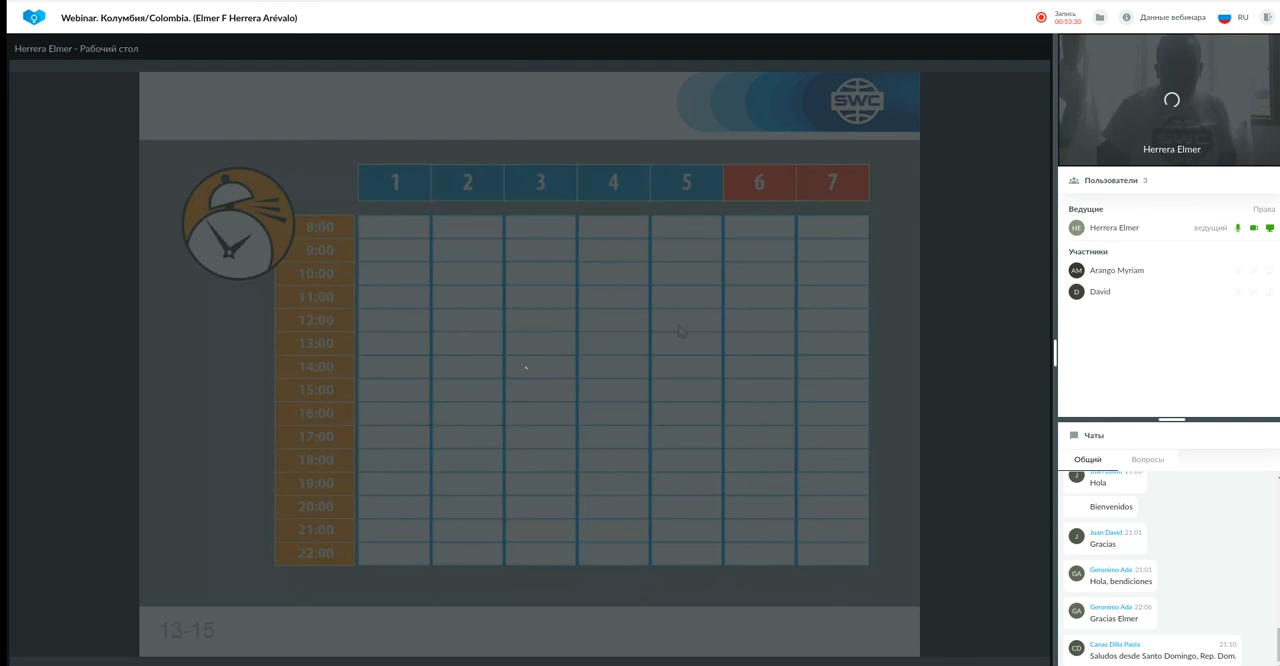 Webinar. Колумбия/Colombia. (Elmer F Herrera Arévalo)
Запись
00:53:30
Данные вебинара
RU
Herrera Elmer - Рабочий стол
SWC
1 2 3 4 5 6 7
8:00
9:00
10:00
11:00
12:00
13:00
14:00
15:00
16:00
17:00
18:00
19:00
20:00
21:00
22:00
13-15
Herrera Elmer
Пользователи 3
Ведущие Права
HE Herrera Elmer ведущий
Участники
AM Arango Myriam
D David
Чаты
Общий Вопросы
J
Hola
Bienvenidos
J Juan David 21:01
Gracias
GA Geronimo Ada 21:01
Hola, bendiciones
GA Geronimo Ada 22:06
Gracias Elmer
CD Canas Dilia Paola 21:10
Saludos desde Santo Domingo, Rep. Dom.